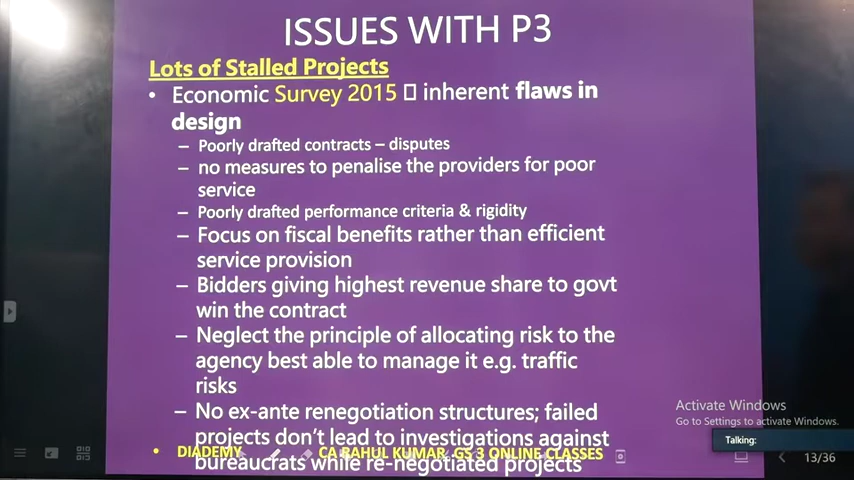 ISSUES WITH P3
Lots of Stalled Projects
• Economic Survey 2015 inherent flaws in
design
– Poorly drafted contracts – disputes
– no measures to penalise the providers for poor
service
– Poorly drafted performance criteria & rigidity
– Focus on fiscal benefits rather than efficient
service provision
– Bidders giving highest revenue share to govt
win the contract
– Neglect the principle of allocating risk to the
agency best able to manage it e.g. traffic
risks
– No ex-ante renegotiation structures; failed
projects don't lead to investigations against
bureaucrats while re-negotiated projects
• DIADEMY CA RAHUL KUMAR, GS 3 ONLINE CLASSES
Activate Windows
Go to Settings to activate Windows.
Talking:
13/36